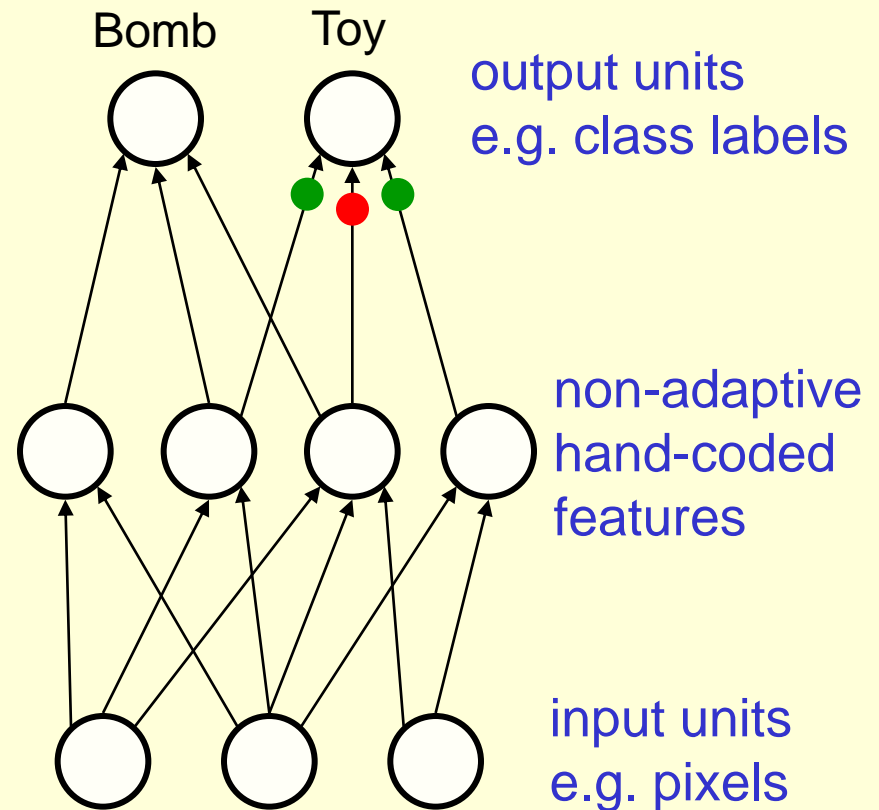 Bomb Toy
output units
e.g. class labels
non-adaptive
hand-coded
features
input units
e.g. pixels